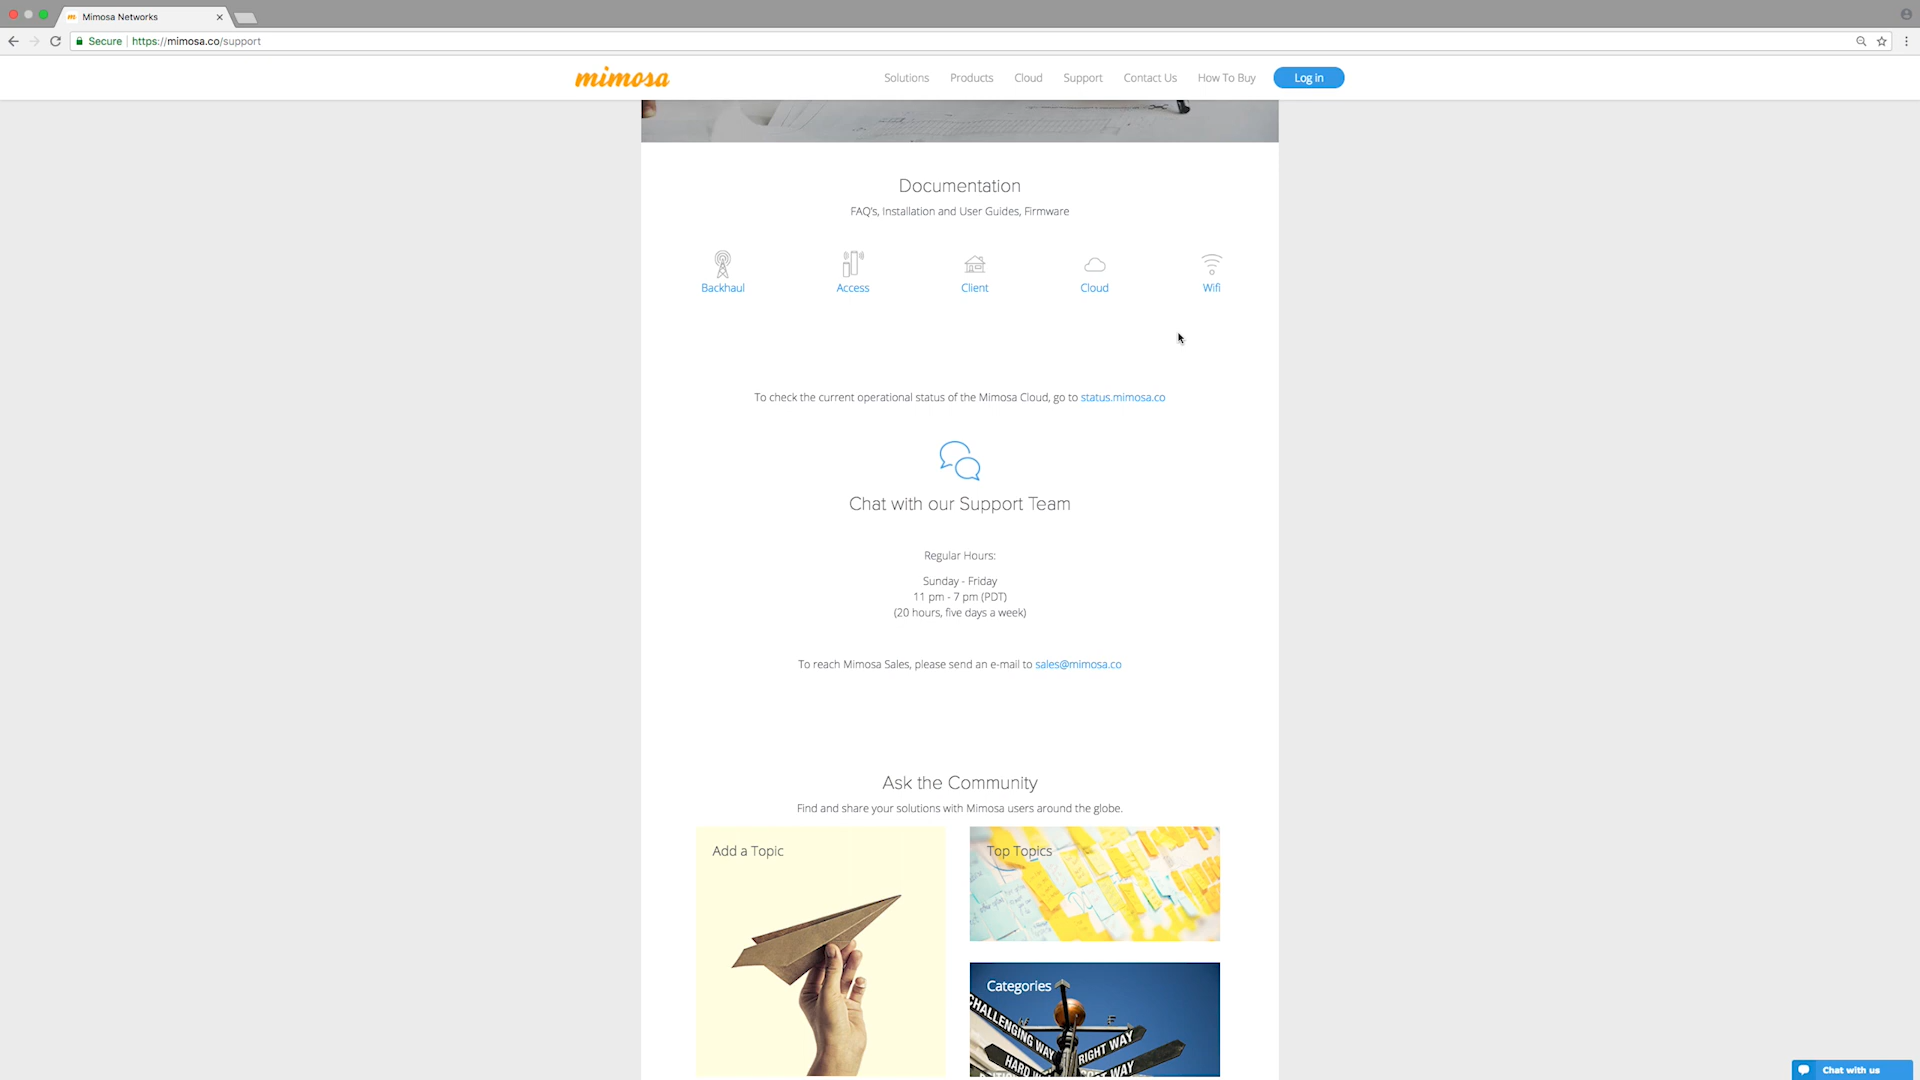 Mimosa Networks
Secure https://mimosa.co/support
mimosa
Solutions Products Cloud Support Contact Us How To Buy Log in
Documentation
FAQ's, Installation and User Guides, Firmware
Backhaul Access Client Cloud Wifi
To check the current operational status of the Mimosa Cloud, go to status.mimosa.co
Chat with our Support Team
Regular Hours:
Sunday - Friday
11 pm - 7 pm (PDT)
(20 hours, five days a week)
To reach Mimosa Sales, please send an e-mail to sales@mimosa.co
Ask the Community
Find and share your solutions with Mimosa users around the globe.
Add a Topic
Top Topics
Categories
CHALLENGING WAY
RIGHT WAY
HARD
WAY
Chat with us